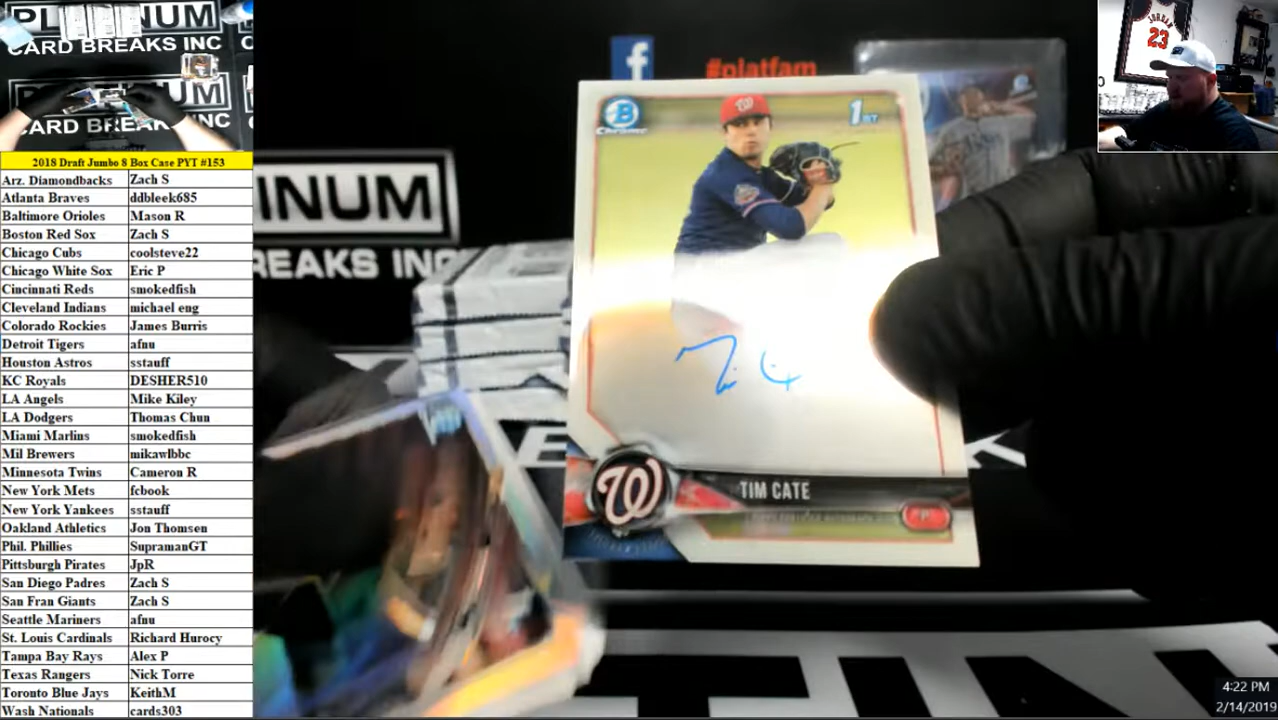 PLATINUM
CARD BREAKS INC
CARD BREAKS INC
2018 Draft Jumbo 8 Box Case PYT #153
Arz. Diamondbacks Zach S
Atlanta Braves ddbleek685
Baltimore Orioles Mason R
Boston Red Sox Zach S
Chicago Cubs coolsteve22
Chicago White Sox Eric P
Cincinnati Reds smokedfish
Cleveland Indians michael eng
Colorado Rockies James Burris
Detroit Tigers afnu
Houston Astros sstauff
KC Royals DESHER510
LA Angels Mike Kiley
LA Dodgers Thomas Chun
Miami Marlins smokedfish
Mil Brewers mikawlbbc
Minnesota Twins Cameron R
New York Mets fcbook
New York Yankees sstauff
Oakland Athletics Jon Thomsen
Phil. Phillies SupramanGT
Pittsburgh Pirates JpR
San Diego Padres Zach S
San Fran Giants Zach S
Seattle Mariners afnu
St. Louis Cardinals Richard Hurocy
Tampa Bay Rays Alex P
Texas Rangers Nick Torre
Toronto Blue Jays KeithM
Wash Nationals cards303
f
#platfam
INUM
REAKS INC
B
Chrome
1ST
W
TIM CATE
P
JORDAN
23
4:22 PM
2/14/2019